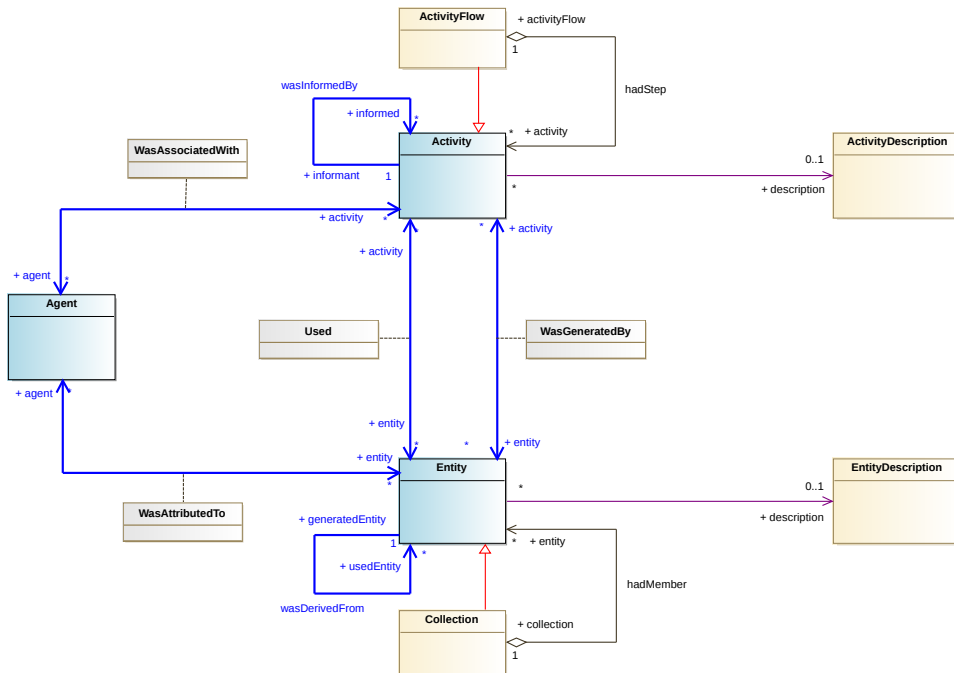 ActivityFlow
+ activityFlow
1
wasInformedBy
hadStep
+ informed
*
* + activity
WasAssociatedWith
Activity
ActivityDescription
0..1
+ informant
1
*
+ description
+ activity
*
+ activity
*
*
+ activity
+ agent
*
Agent
Used
WasGeneratedBy
+ agent
*
+ entity
*
*
+ entity
+ entity
*
Entity
EntityDescription
*
0..1
WasAttributedTo
+ description
+ generatedEntity
1
* + entity
+ usedEntity
*
hadMember
wasDerivedFrom
Collection
+ collection
1